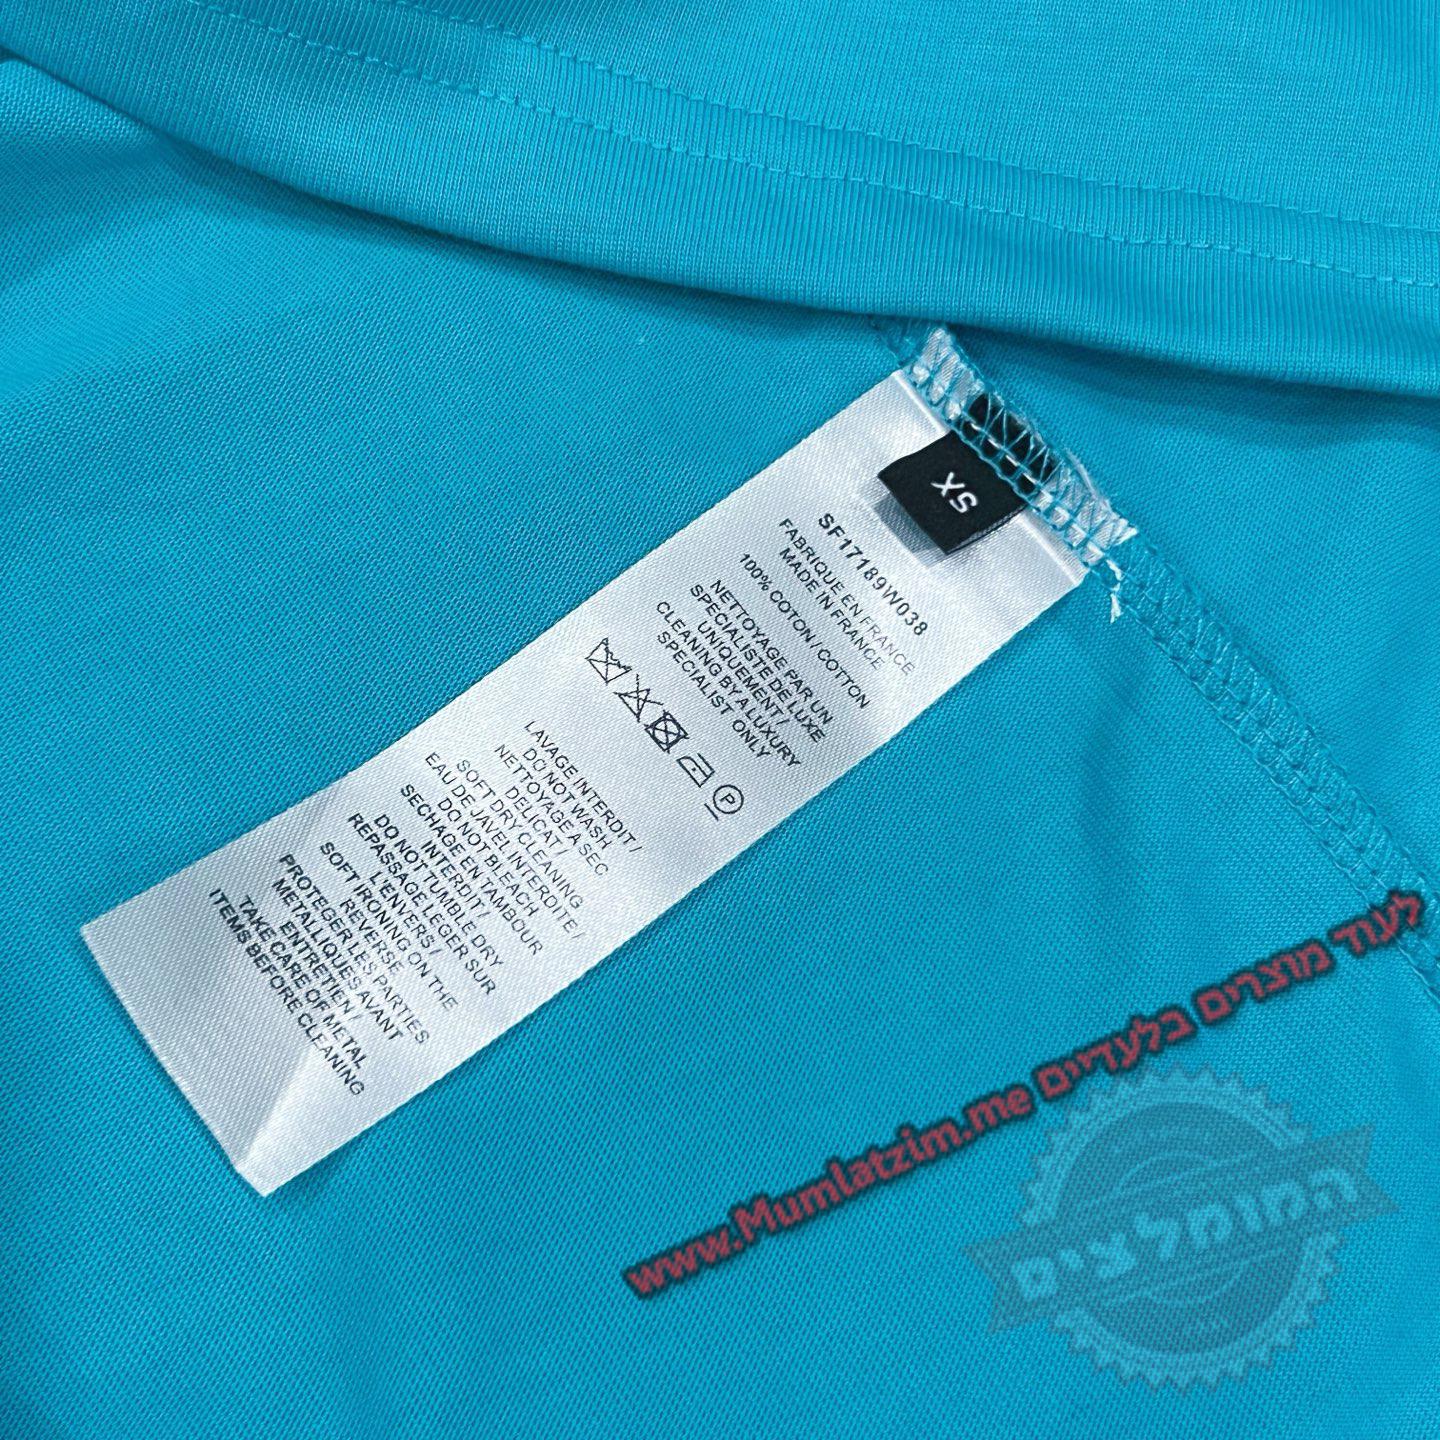 XS
SF17189W038
FABRIQUE EN FRANCE
MADE IN FRANCE
100% COTON / COTTON
NETTOYAGE PAR UN
SPECIALISTE DE LUXE
UNIQUEMENT /
CLEANING BY A LUXURY
SPECIALIST ONLY
P
LAVAGE INTERDIT /
DO NOT WASH
NETTOYAGE A SEC
DELICAT /
SOFT DRY CLEANING
EAU DE JAVEL INTERDITE /
DO NOT BLEACH
SECHAGE EN TAMBOUR
INTERDIT /
DO NOT TUMBLE DRY
REPASSAGE LEGER SUR
L'ENVERS /
SOFT IRONING ON THE
REVERSE
PROTEGER LES PARTIES
METALLIQUES AVANT
ENTRETIEN /
TAKE CARE OF METAL
ITEMS BEFORE CLEANING
לעוד מוצרים בלעדיים www.Mumlatzim.me
המומלצים